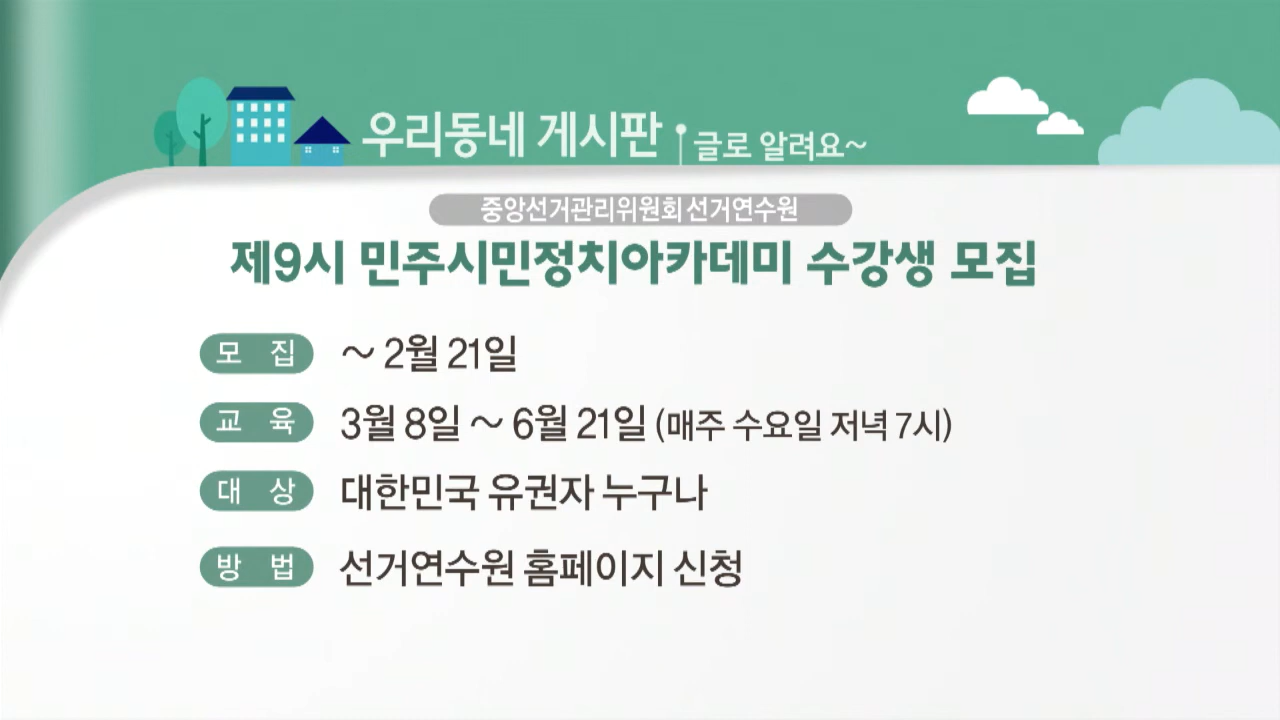 우리동네 게시판 글로 알려요~
중앙선거관리위원회 선거연수원
제9시 민주시민정치아카데미 수강생 모집
모 집 ~ 2월 21일
교 육 3월 8일 ~ 6월 21일 (매주 수요일 저녁 7시)
대 상 대한민국 유권자 누구나
방 법 선거연수원 홈페이지 신청